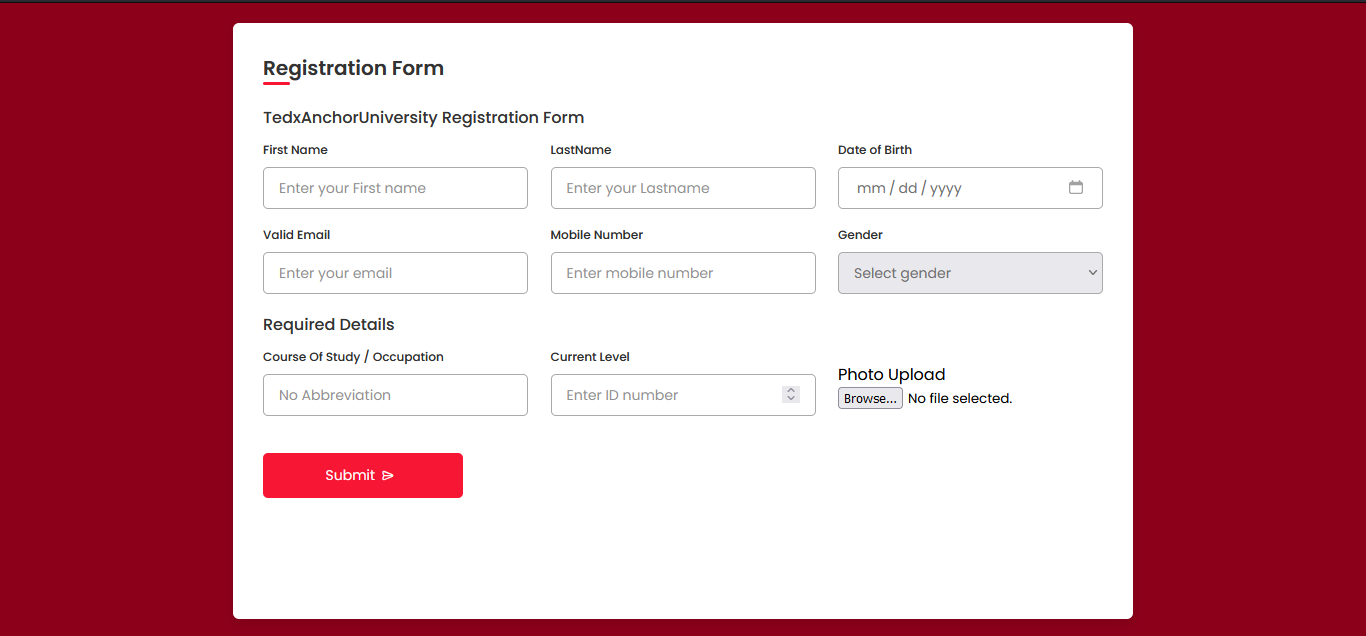 Registration Form
TedxAnchorUniversity Registration Form
First Name LastName Date of Birth
Enter your First name Enter your Lastname mm / dd / yyyy
Valid Email Mobile Number Gender
Enter your email Enter mobile number Select gender
Required Details
Course Of Study / Occupation Current Level
Photo Upload
No Abbreviation Enter ID number Browse... No file selected.
Submit